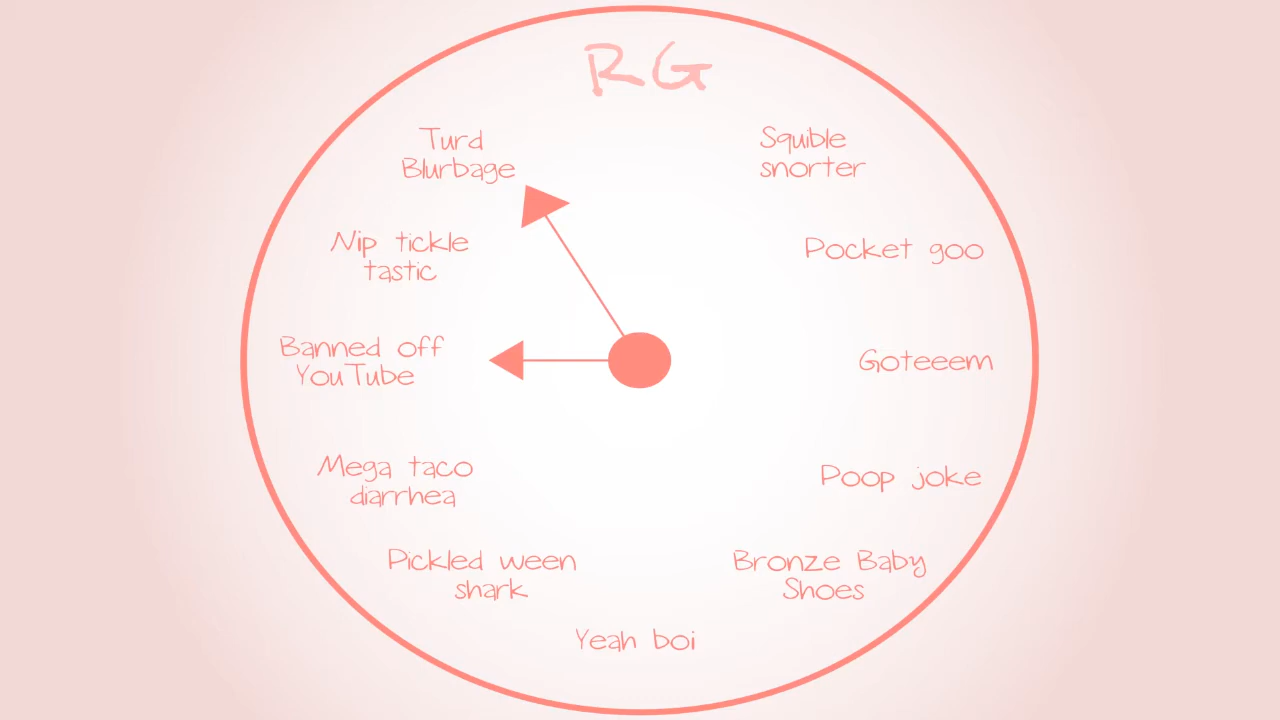 RG
Turd
Blurbage
Squible
snorter
Nip tickle
tastic
Pocket goo
Banned off
YouTube
Goteeem
Mega taco
diarrhea
Poop joke
Pickled ween
shark
Bronze Baby
Shoes
Yeah boi